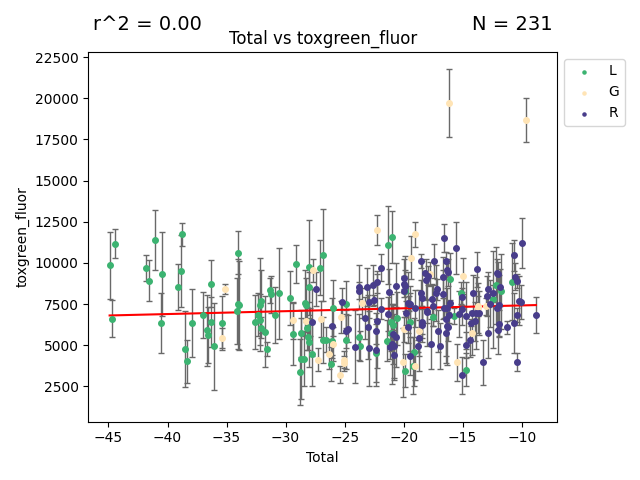 r^2 = 0.00
N = 231
Total vs toxgreen_fluor
22500
20000
17500
15000
12500
10000
7500
5000
2500
toxgreen_fluor
−45
−40
−35
−30
−25
−20
−15
−10
Total
L
G
R